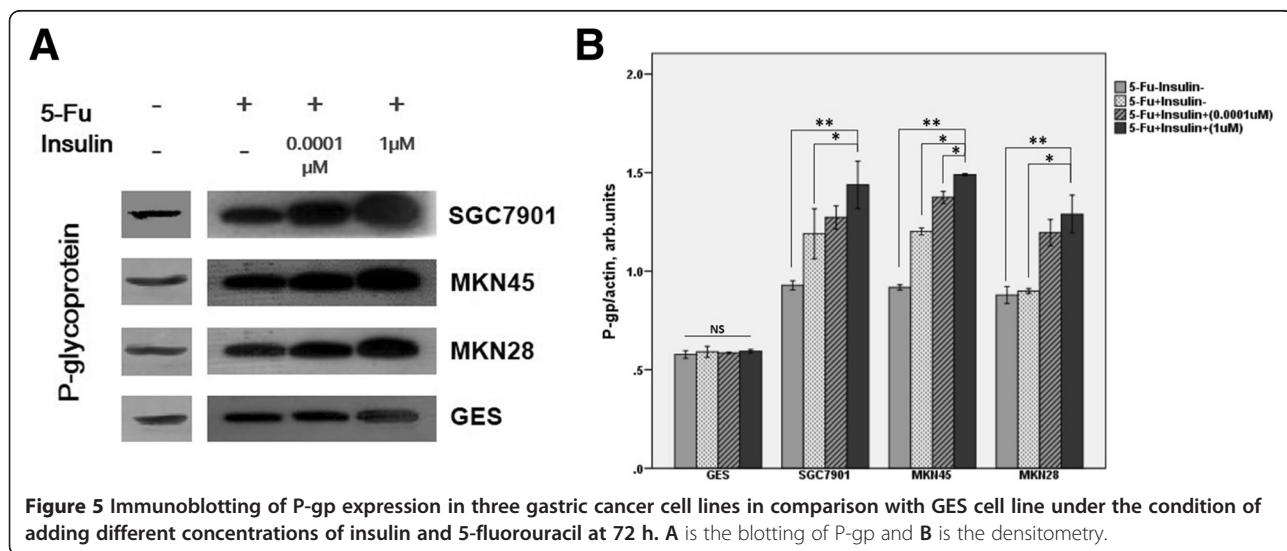 A
5-Fu - + + +
Insulin - - 0.0001 µM 1µM
P-glycoprotein
SGC7901
MKN45
MKN28
GES
B
2.0
1.5
1.0
.5
.0
P-gp/actin, arb.units
NS
**
*
**
*
*
**
*
GES SGC7901 MKN45 MKN28
5-Fu-Insulin-
5-Fu+Insulin-
5-Fu+Insulin+(0.0001uM)
5-Fu+Insulin+(1uM)
Figure 5 Immunoblotting of P-gp expression in three gastric cancer cell lines in comparison with GES cell line under the condition of
adding different concentrations of insulin and 5-fluorouracil at 72 h. A is the blotting of P-gp and B is the densitometry.